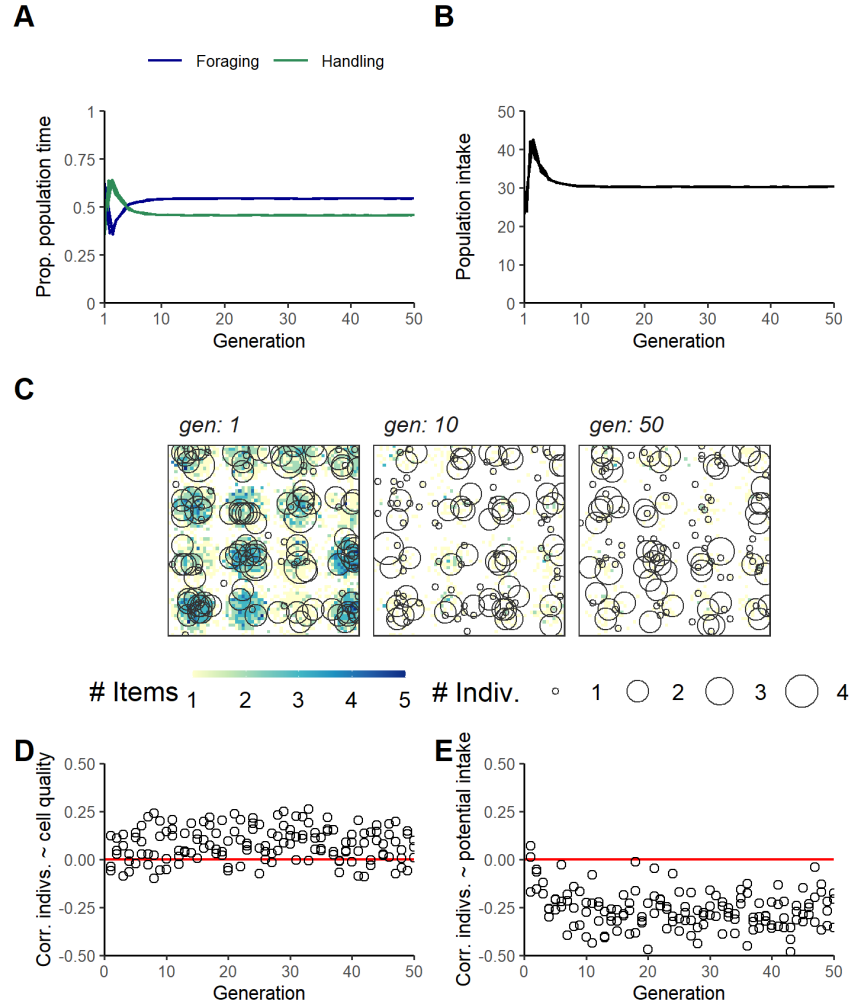 A
B
Foraging
Handling
Prop. population time
1
0.75
0.5
0.25
0
1
10
20
30
40
50
Generation
Population intake
50
40
30
20
10
0
1
10
20
30
40
50
Generation
C
gen: 1
gen: 10
gen: 50
# Items
1
2
3
4
5
# Indiv.
1
2
3
4
D
Corr. indivs. ~ cell quality
0.50
0.25
0.00
-0.25
-0.50
0
10
20
30
40
50
Generation
E
Corr. indivs. ~ potential intake
0.50
0.25
0.00
-0.25
-0.50
0
10
20
30
40
50
Generation